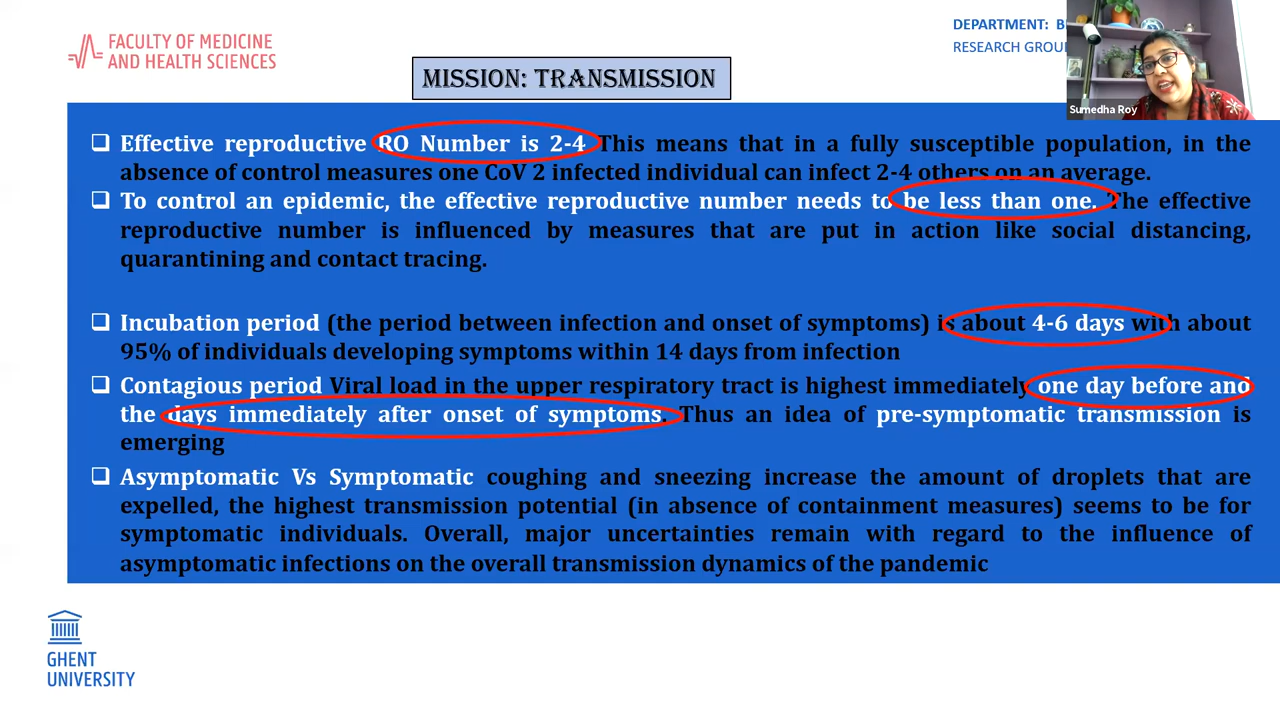 FACULTY OF MEDICINE
AND HEALTH SCIENCES
DEPARTMENT:
RESEARCH
Sumedha Roy
MISSION: TRANSMISSION
❑ Effective reproductive RO Number is 2-4 This means that in a fully susceptible population, in the
absence of control measures one CoV 2 infected individual can infect 2-4 others on an average.
❑ To control an epidemic, the effective reproductive number needs to be less than one. The effective
reproductive number is influenced by measures that are put in action like social distancing,
quarantining and contact tracing.
❑ Incubation period (the period between infection and onset of symptoms) is about 4-6 days with about
95% of individuals developing symptoms within 14 days from infection
❑ Contagious period Viral load in the upper respiratory tract is highest immediately one day before and
the days immediately after onset of symptoms. Thus an idea of pre-symptomatic transmission is
emerging
❑ Asymptomatic Vs Symptomatic coughing and sneezing increase the amount of droplets that are
expelled, the highest transmission potential (in absence of containment measures) seems to be for
symptomatic individuals. Overall, major uncertainties remain with regard to the influence of
asymptomatic infections on the overall transmission dynamics of the pandemic
GHENT
UNIVERSITY